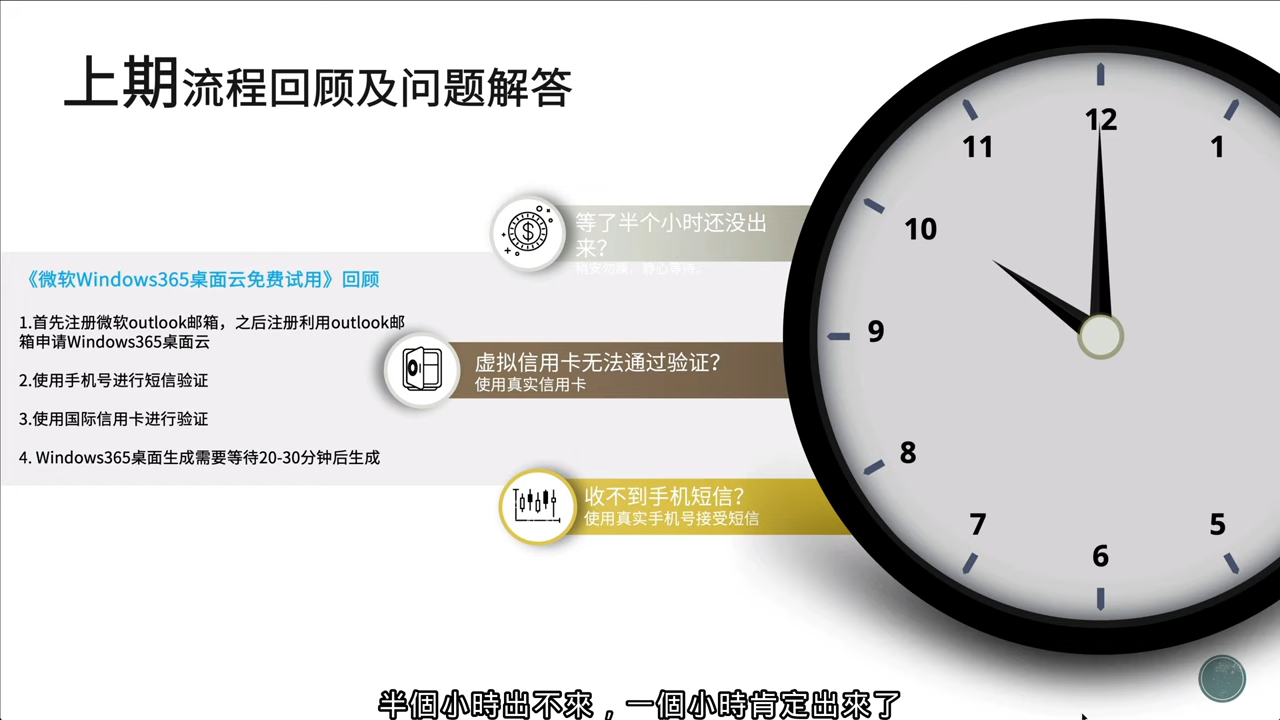 上期流程回顾及问题解答
等了半个小时还没出
来？
稍安勿躁，静心等待。
《微软Windows365桌面云免费试用》回顾
1.首先注册微软outlook邮箱，之后注册利用outlook邮
箱申请Windows365桌面云
2.使用手机号进行短信验证
3.使用国际信用卡进行验证
4. Windows365桌面生成需要等待20-30分钟后生成
虚拟信用卡无法通过验证？
使用真实信用卡
收不到手机短信？
使用真实手机号接受短信
12
11
1
10
9
8
7
5
6
半個小時出不來，一個小時肯定出來了